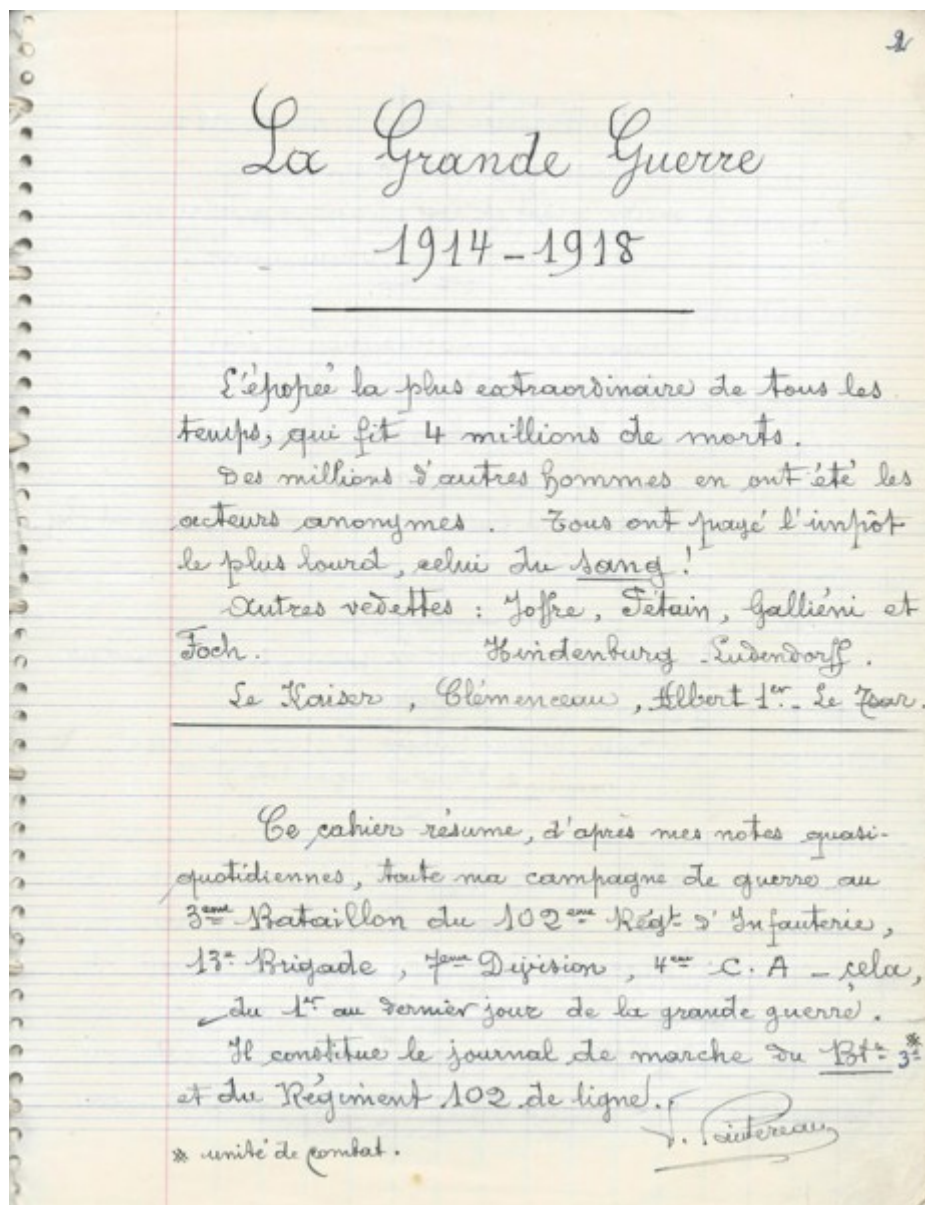 2
La Grande Guerre
1914-1918
L'épopée la plus extraordinaire de tous les
temps, qui fit 4 millions de morts.
Des millions d'autres hommes en ont été les
acteurs anonymes. Tous ont payé l'impôt
le plus lourd, celui du sang !
Autres vedettes : Joffre, Pétain, Galliéni et
Foch. Hindenburg - Ludendorff.
Le Kaiser, Clémenceau, Albert 1er - Le Tsar.
Ce cahier résume, d'après mes notes quasi-
quotidiennes, toute ma campagne de guerre au
3ème Bataillon du 102ème Régt d'Infanterie,
13e Brigade, 7ème Division, 4ème C.A - cela,
du 1er au dernier jour de la grande guerre.
Il constitue le journal de marche du Bt: 3e*
et du Régiment 102 de ligne.
* unité de combat.